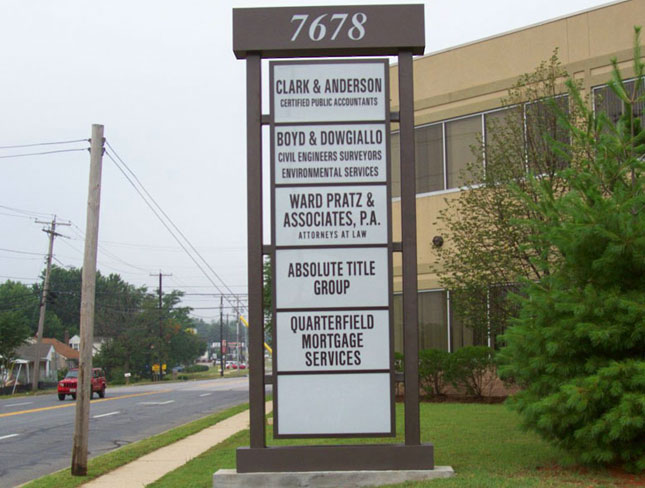 7678
CLARK & ANDERSON
CERTIFIED PUBLIC ACCOUNTANTS
BOYD & DOWGIALLO
CIVIL ENGINEERS SURVEYORS
ENVIRONMENTAL SERVICES
WARD PRATZ &
ASSOCIATES, P.A.
ATTORNEYS AT LAW
ABSOLUTE TITLE
GROUP
QUARTERFIELD
MORTGAGE
SERVICES